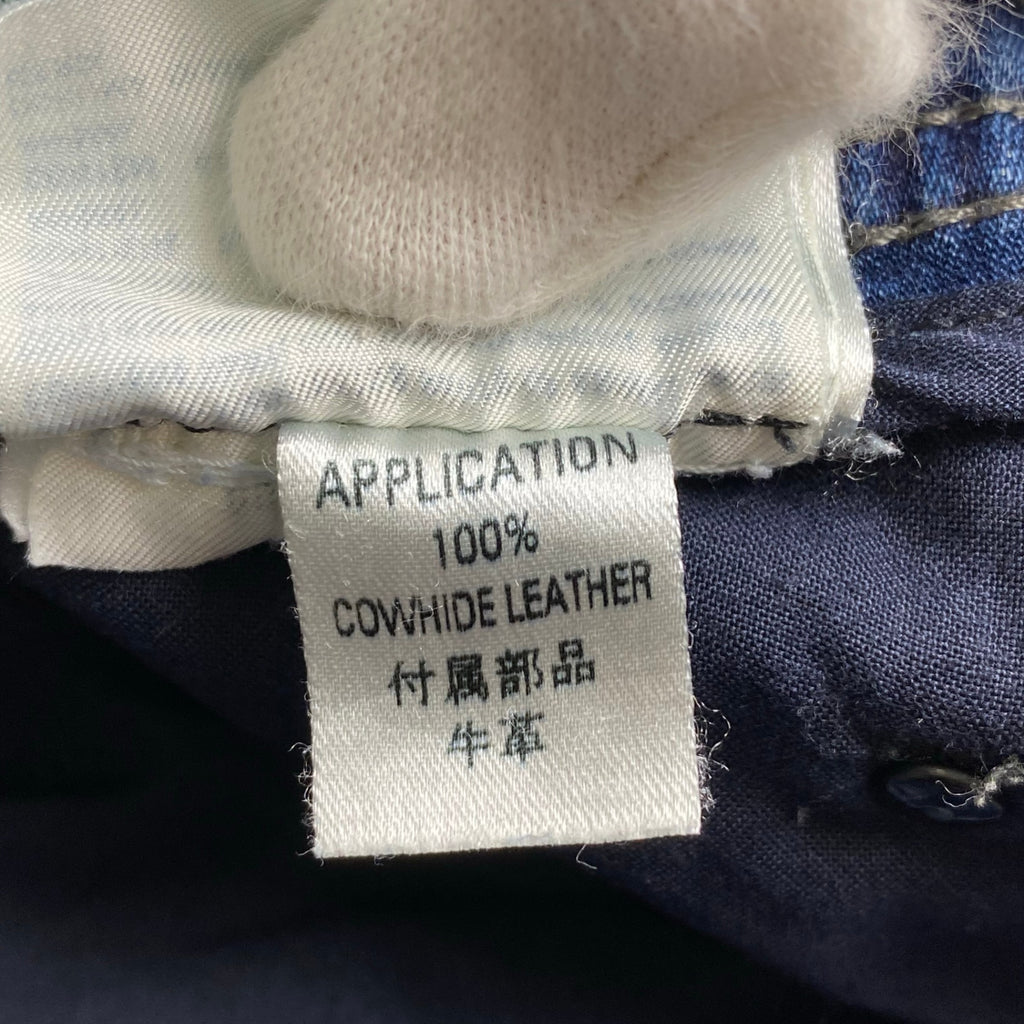 APPLICATION
100%
COWHIDE LEATHER
付属部品
牛革